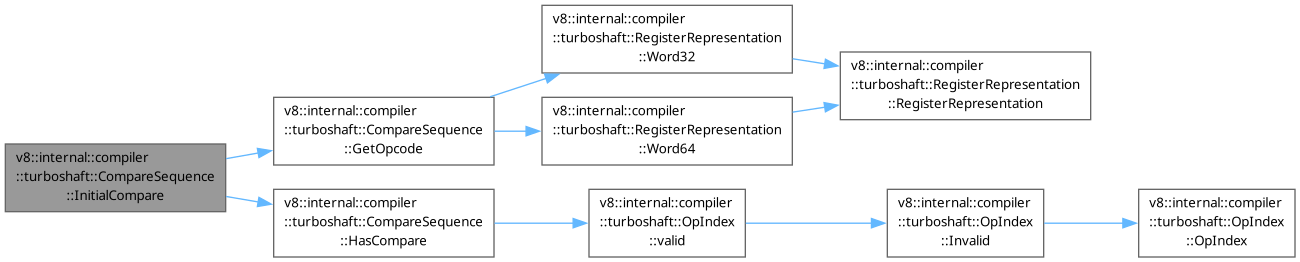 v8::internal::compiler
::turboshaft::CompareSequence
::InitialCompare
v8::internal::compiler
::turboshaft::CompareSequence
::GetOpcode
v8::internal::compiler
::turboshaft::RegisterRepresentation
::Word32
v8::internal::compiler
::turboshaft::RegisterRepresentation
::RegisterRepresentation
v8::internal::compiler
::turboshaft::RegisterRepresentation
::Word64
v8::internal::compiler
::turboshaft::CompareSequence
::HasCompare
v8::internal::compiler
::turboshaft::OpIndex
::valid
v8::internal::compiler
::turboshaft::OpIndex
::Invalid
v8::internal::compiler
::turboshaft::OpIndex
::OpIndex